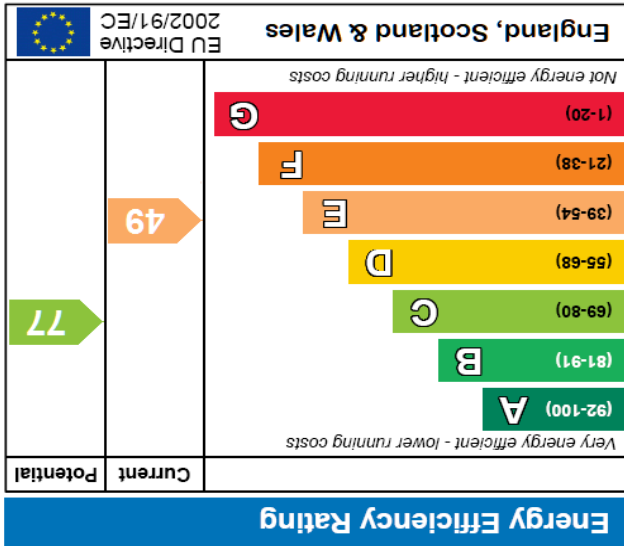 Energy Efficiency Rating
Current Potential
Very energy efficient - lower running costs
(92-100) A
(81-91) B
(69-80) C
77
(55-68) D
(39-54) E
49
(21-38) F
(1-20) G
Not energy efficient - higher running costs
England, Scotland & Wales
EU Directive
2002/91/EC